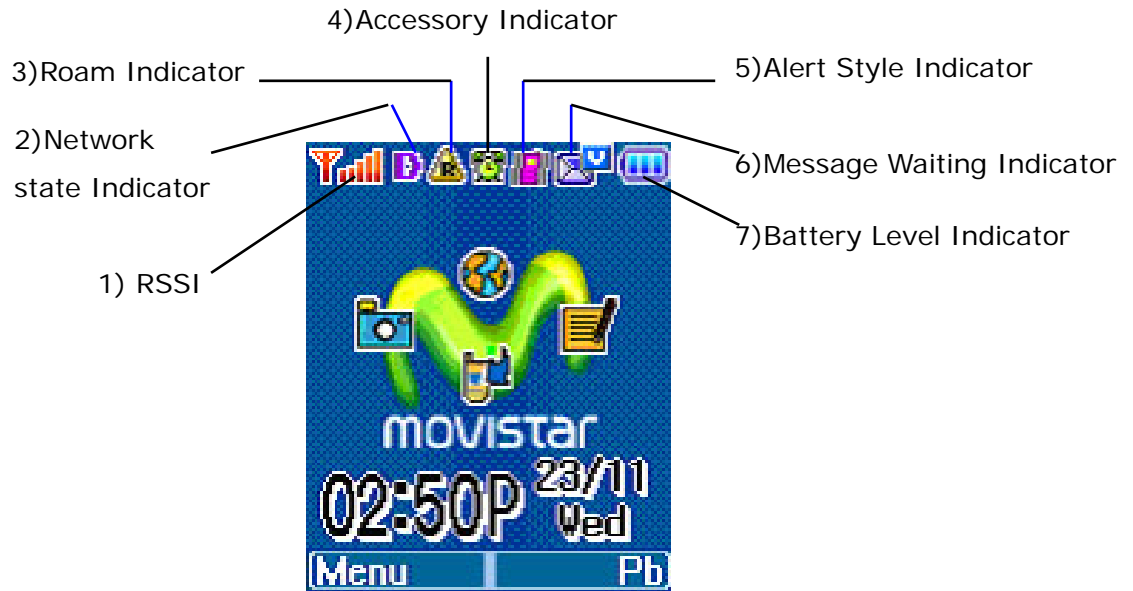 4)Accessory Indicator
3)Roam Indicator
5)Alert Style Indicator
2)Network
state Indicator
6)Message Waiting Indicator
7)Battery Level Indicator
1) RSSI
D
R
V
movistar
02:50P
23/11
Wed
Menu
Pb